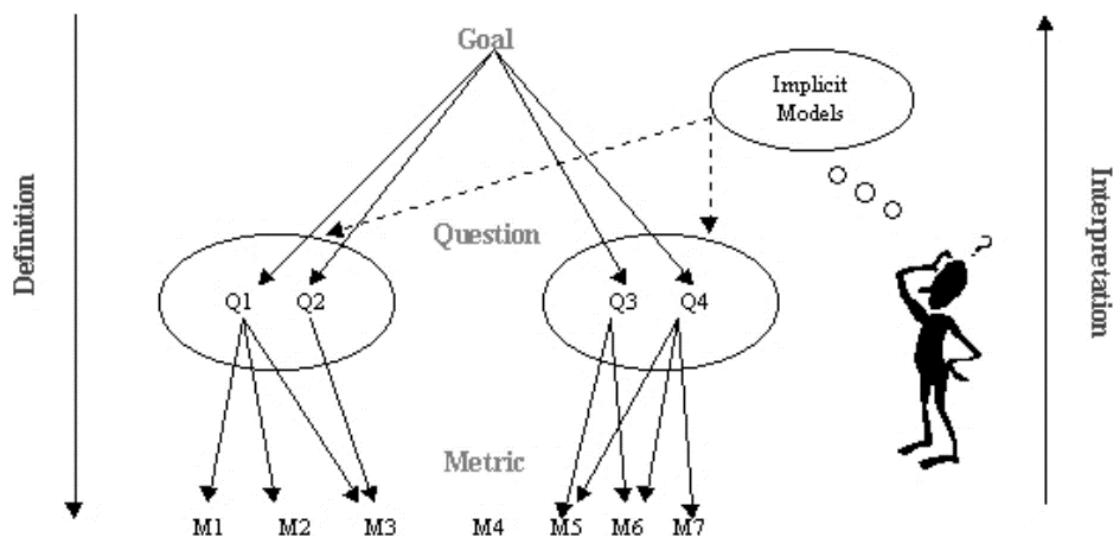 Goal
Implicit
Models
Definition
Question
Interpretation
?
Q1 Q2 Q3 Q4
Metric
M1 M2 M3 M4 M5 M6 M7